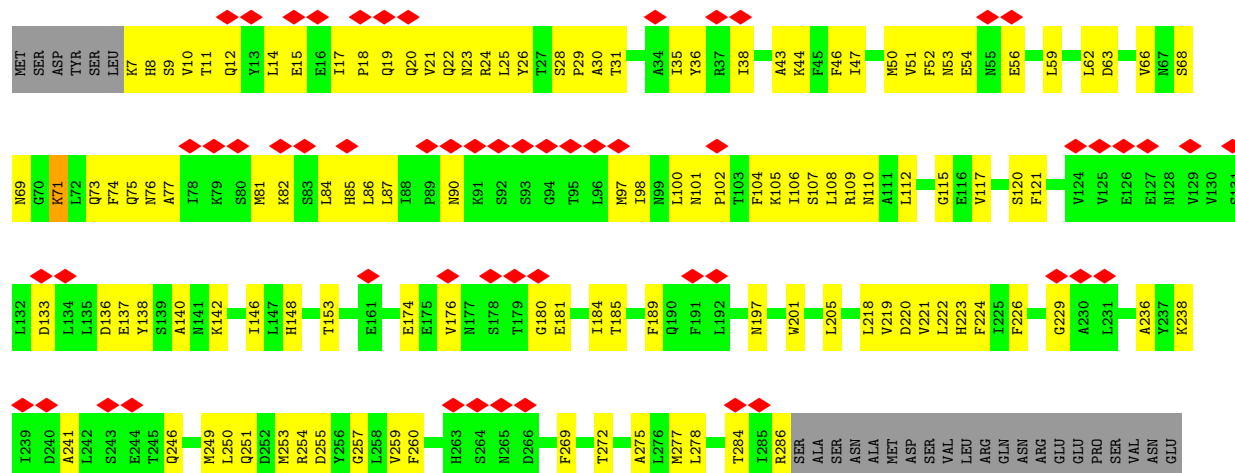 MET SER ASP TYR SER LEU K7 H8 S9 V10 T11 Q12 Y13 L14 E15 E16 I17 P18 Q19 Q20 V21 Q22 N23 R24 L25 Y26 T27 S28 P29 A30 T31 A34 I35 Y36 R37 I38 A43 K44 F45 F46 I47 M50 V51 F52 N53 E54 N55 E56 L59 L62 D63 V66 N67 S68
N69 G70 K71 L72 Q73 F74 Q75 N76 A77 I78 K79 S80 M81 K82 S83 L84 H85 L86 L87 I88 P89 N90 K91 S92 S93 G94 T95 L96 M97 I98 N99 L100 N101 P102 T103 F104 K105 I106 S107 L108 R109 N110 A111 L112 G115 E116 V117 S120 F121 V124 V125 E126 E127 N128 V129 V130 S131
L132 D133 L134 L135 D136 E137 Y138 S139 A140 N141 K142 I146 L147 H148 T153 E161 E174 E175 V176 N177 S178 T179 G180 E181 I184 T185 F189 Q190 F191 L192 N197 W201 L205 L218 V219 D220 V221 L222 H223 F224 I225 F226 G229 A230 L231 A236 Y237 K238
I239 D240 A241 L242 S243 E244 T245 Q246 M249 L250 Q251 D252 M253 R254 D255 Y256 G257 L258 V259 F260 H263 S264 N265 D266 F269 T272 A275 L276 M277 L278 T284 I285 R286 SER ALA SER ASN ALA MET ASP SER VAL LEU ARG GLN ASN ARG GLU GLU PRO SER VAL ASN GLU